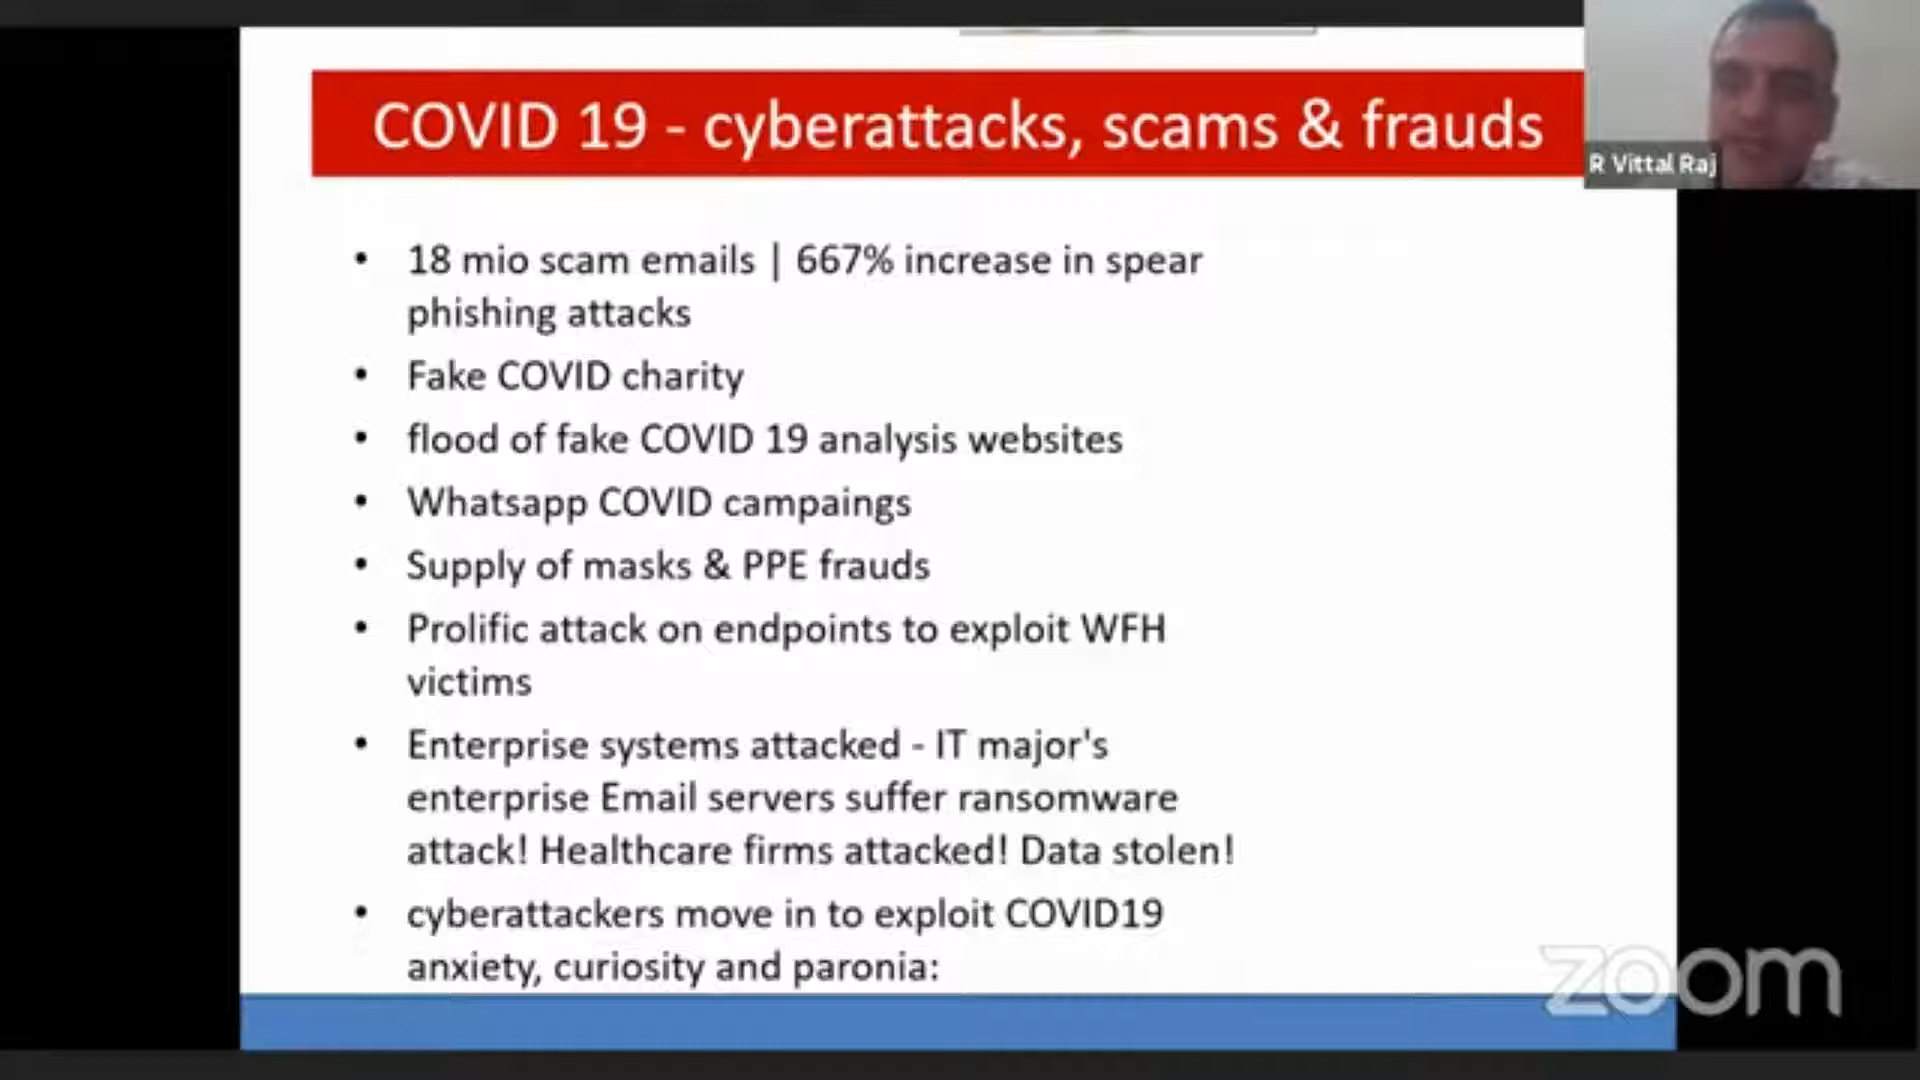 COVID 19 - cyberattacks, scams & frauds
R Vittal Raj
• 18 mio scam emails | 667% increase in spear
phishing attacks
• Fake COVID charity
• flood of fake COVID 19 analysis websites
• Whatsapp COVID campaings
• Supply of masks & PPE frauds
• Prolific attack on endpoints to exploit WFH
victims
• Enterprise systems attacked - IT major's
enterprise Email servers suffer ransomware
attack! Healthcare firms attacked! Data stolen!
• cyberattackers move in to exploit COVID19
anxiety, curiosity and paronia:
zoom